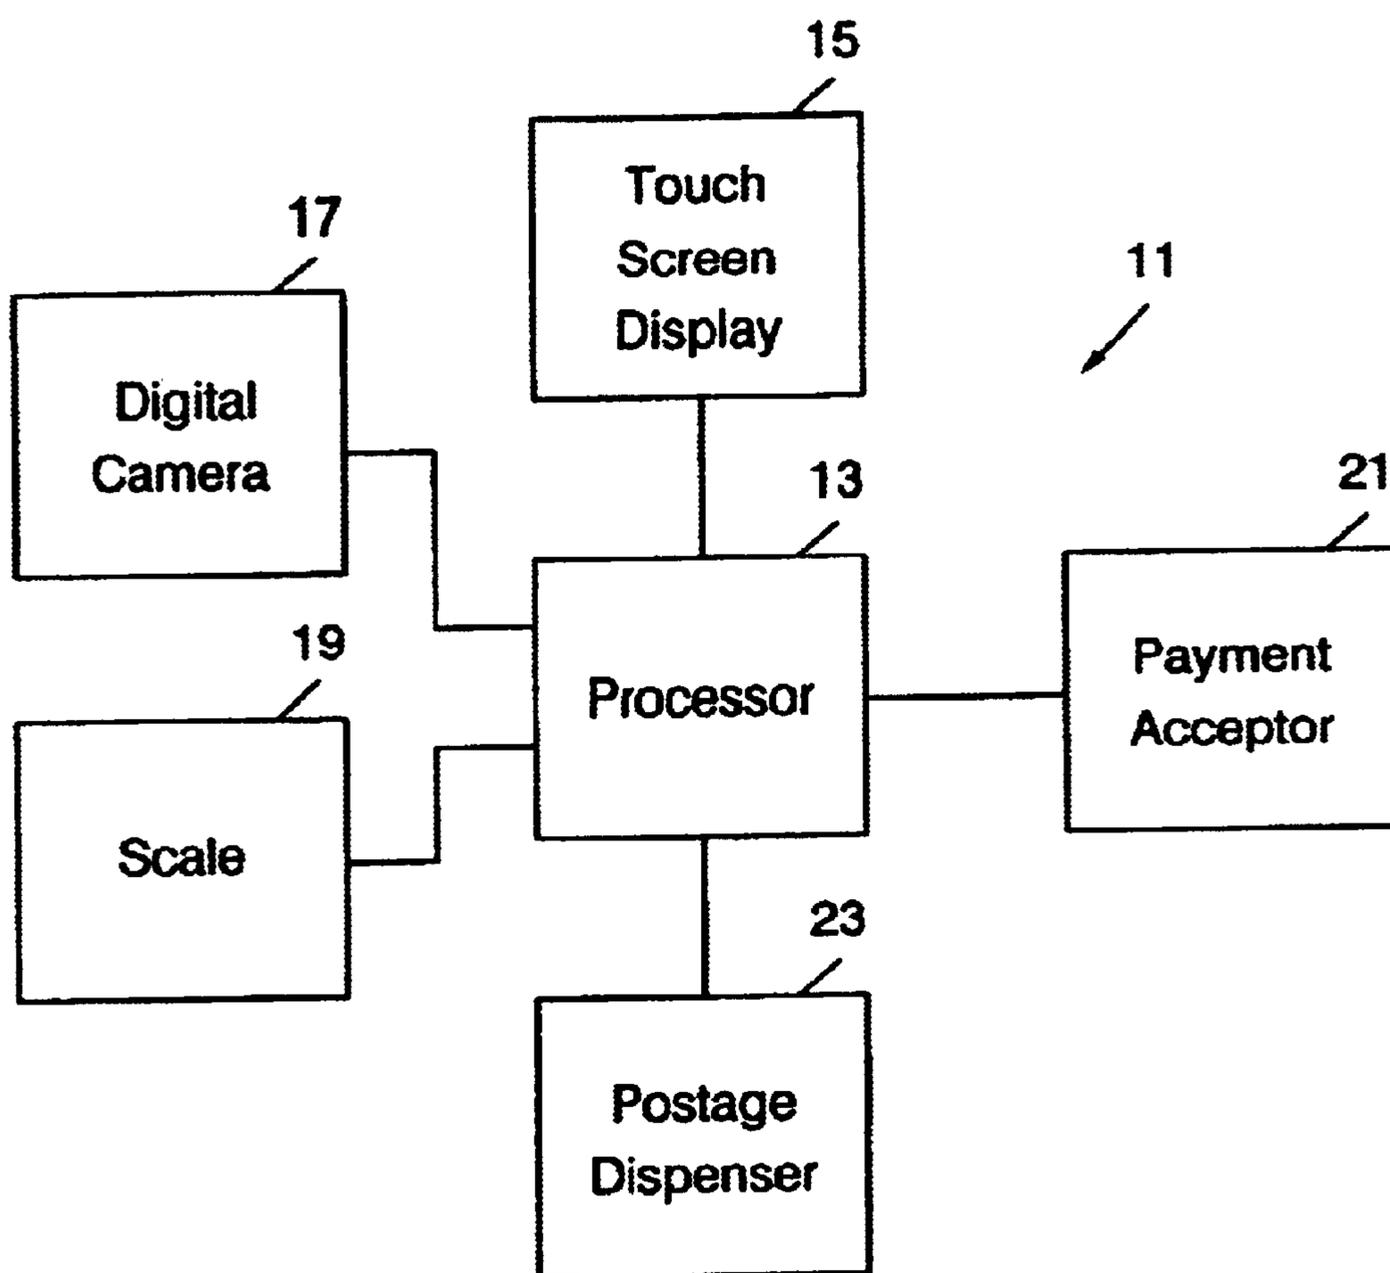 15
Touch
Screen
Display
17
Digital
Camera
11
13
Processor
21
Payment
Acceptor
19
Scale
23
Postage
Dispenser